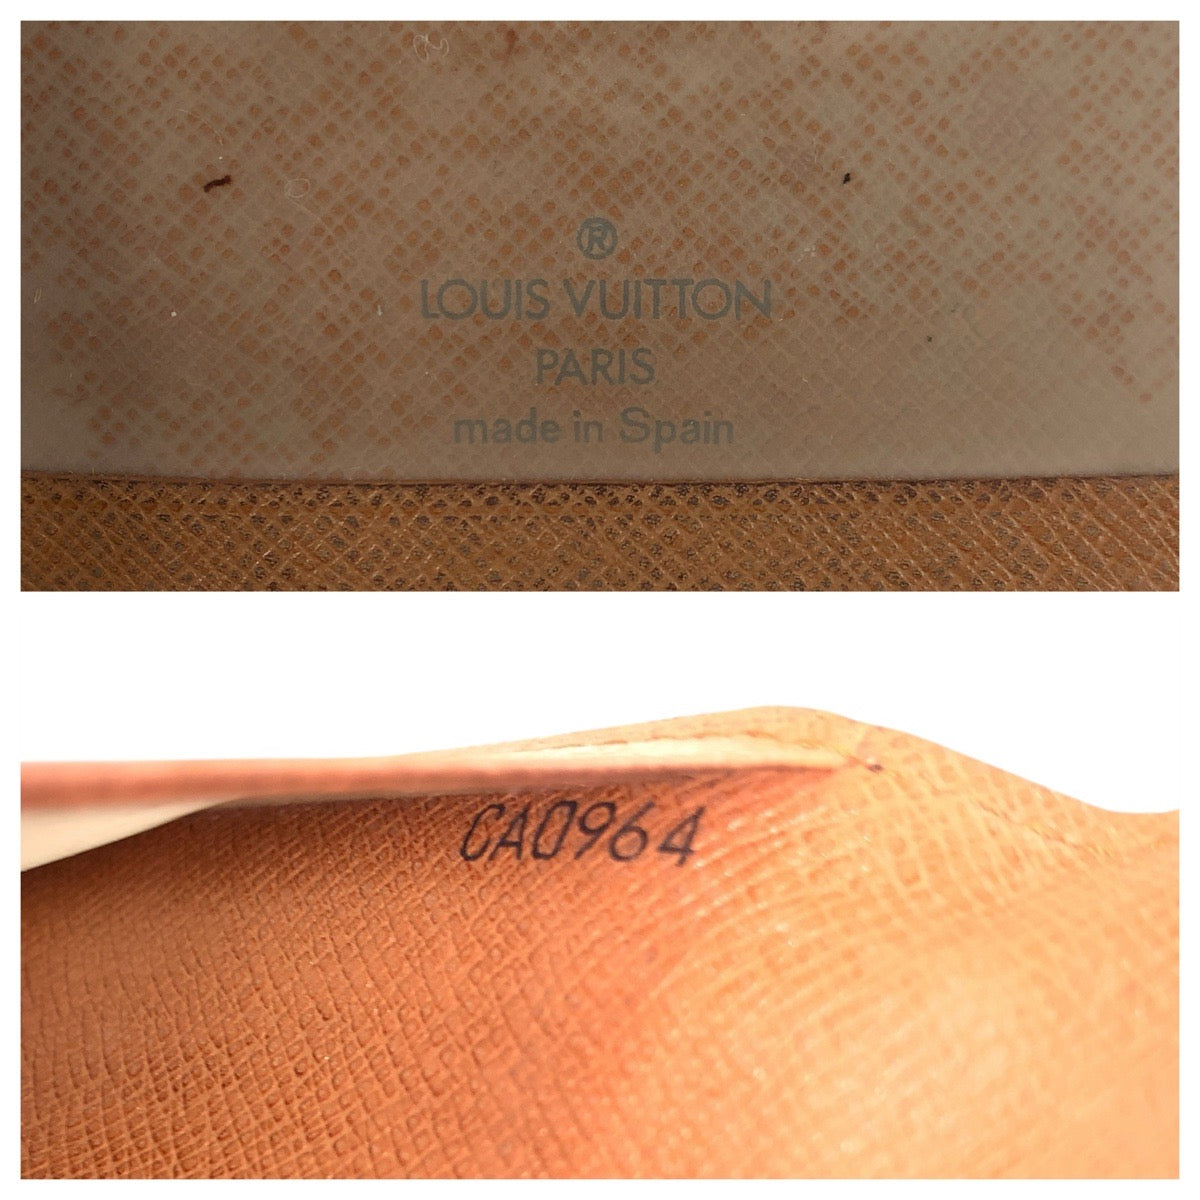 ®
LOUIS VUITTON
PARIS
made in Spain
CA0964